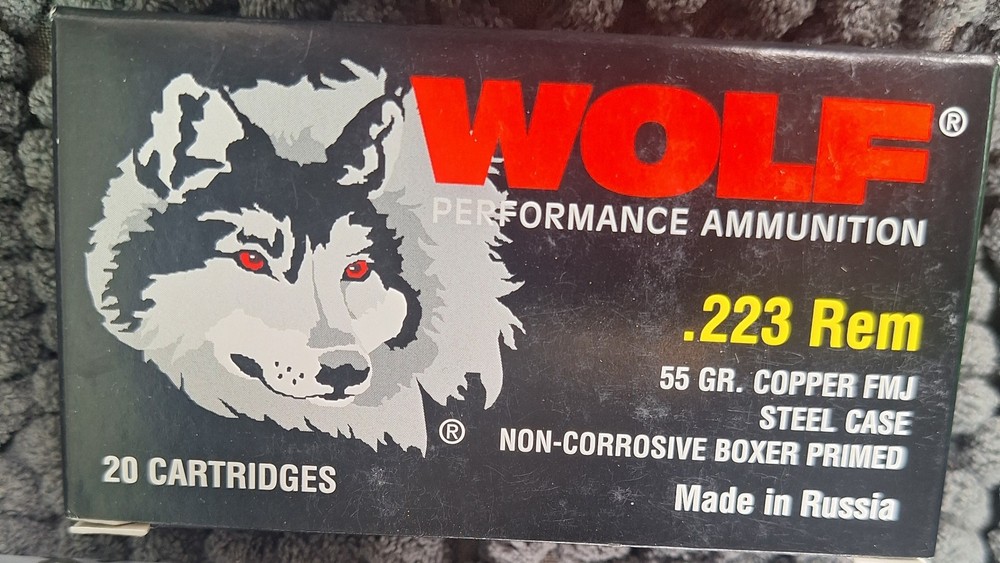 WOLF®
PERFORMANCE AMMUNITION
.223 Rem
55 GR. COPPER FMJ
STEEL CASE
NON-CORROSIVE BOXER PRIMED
Made in Russia
®
20 CARTRIDGES